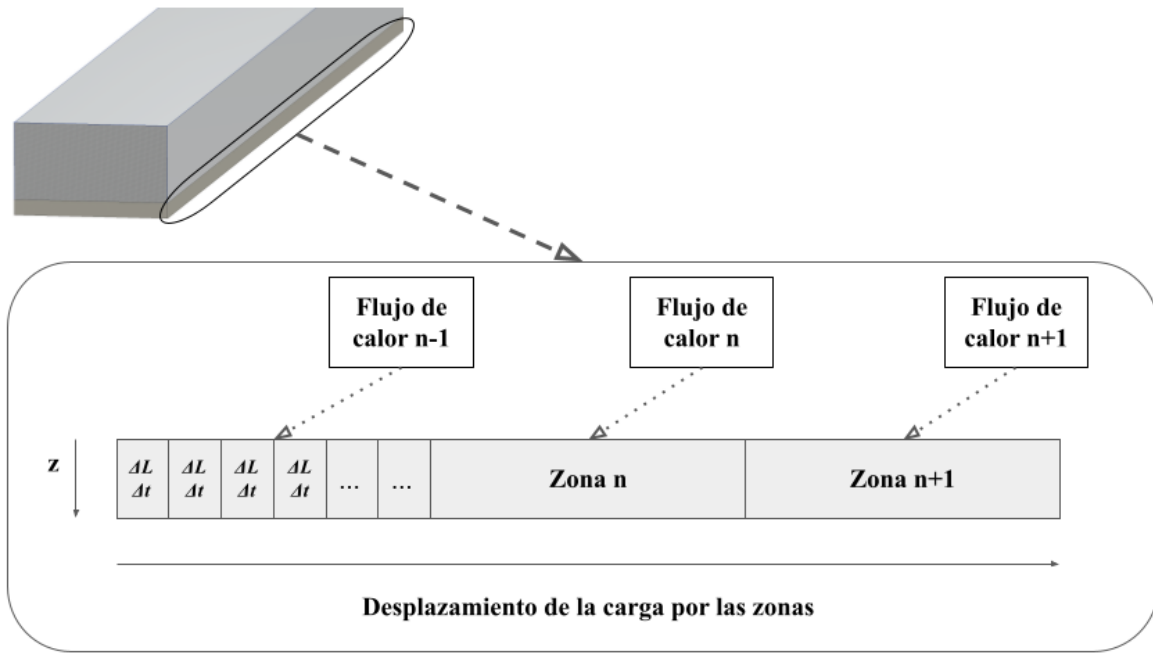 Flujo de
calor n-1
Flujo de
calor n
Flujo de
calor n+1
z
ΔL ΔL ΔL ΔL
Δt Δt Δt Δt
... ...
Zona n
Zona n+1
Desplazamiento de la carga por las zonas